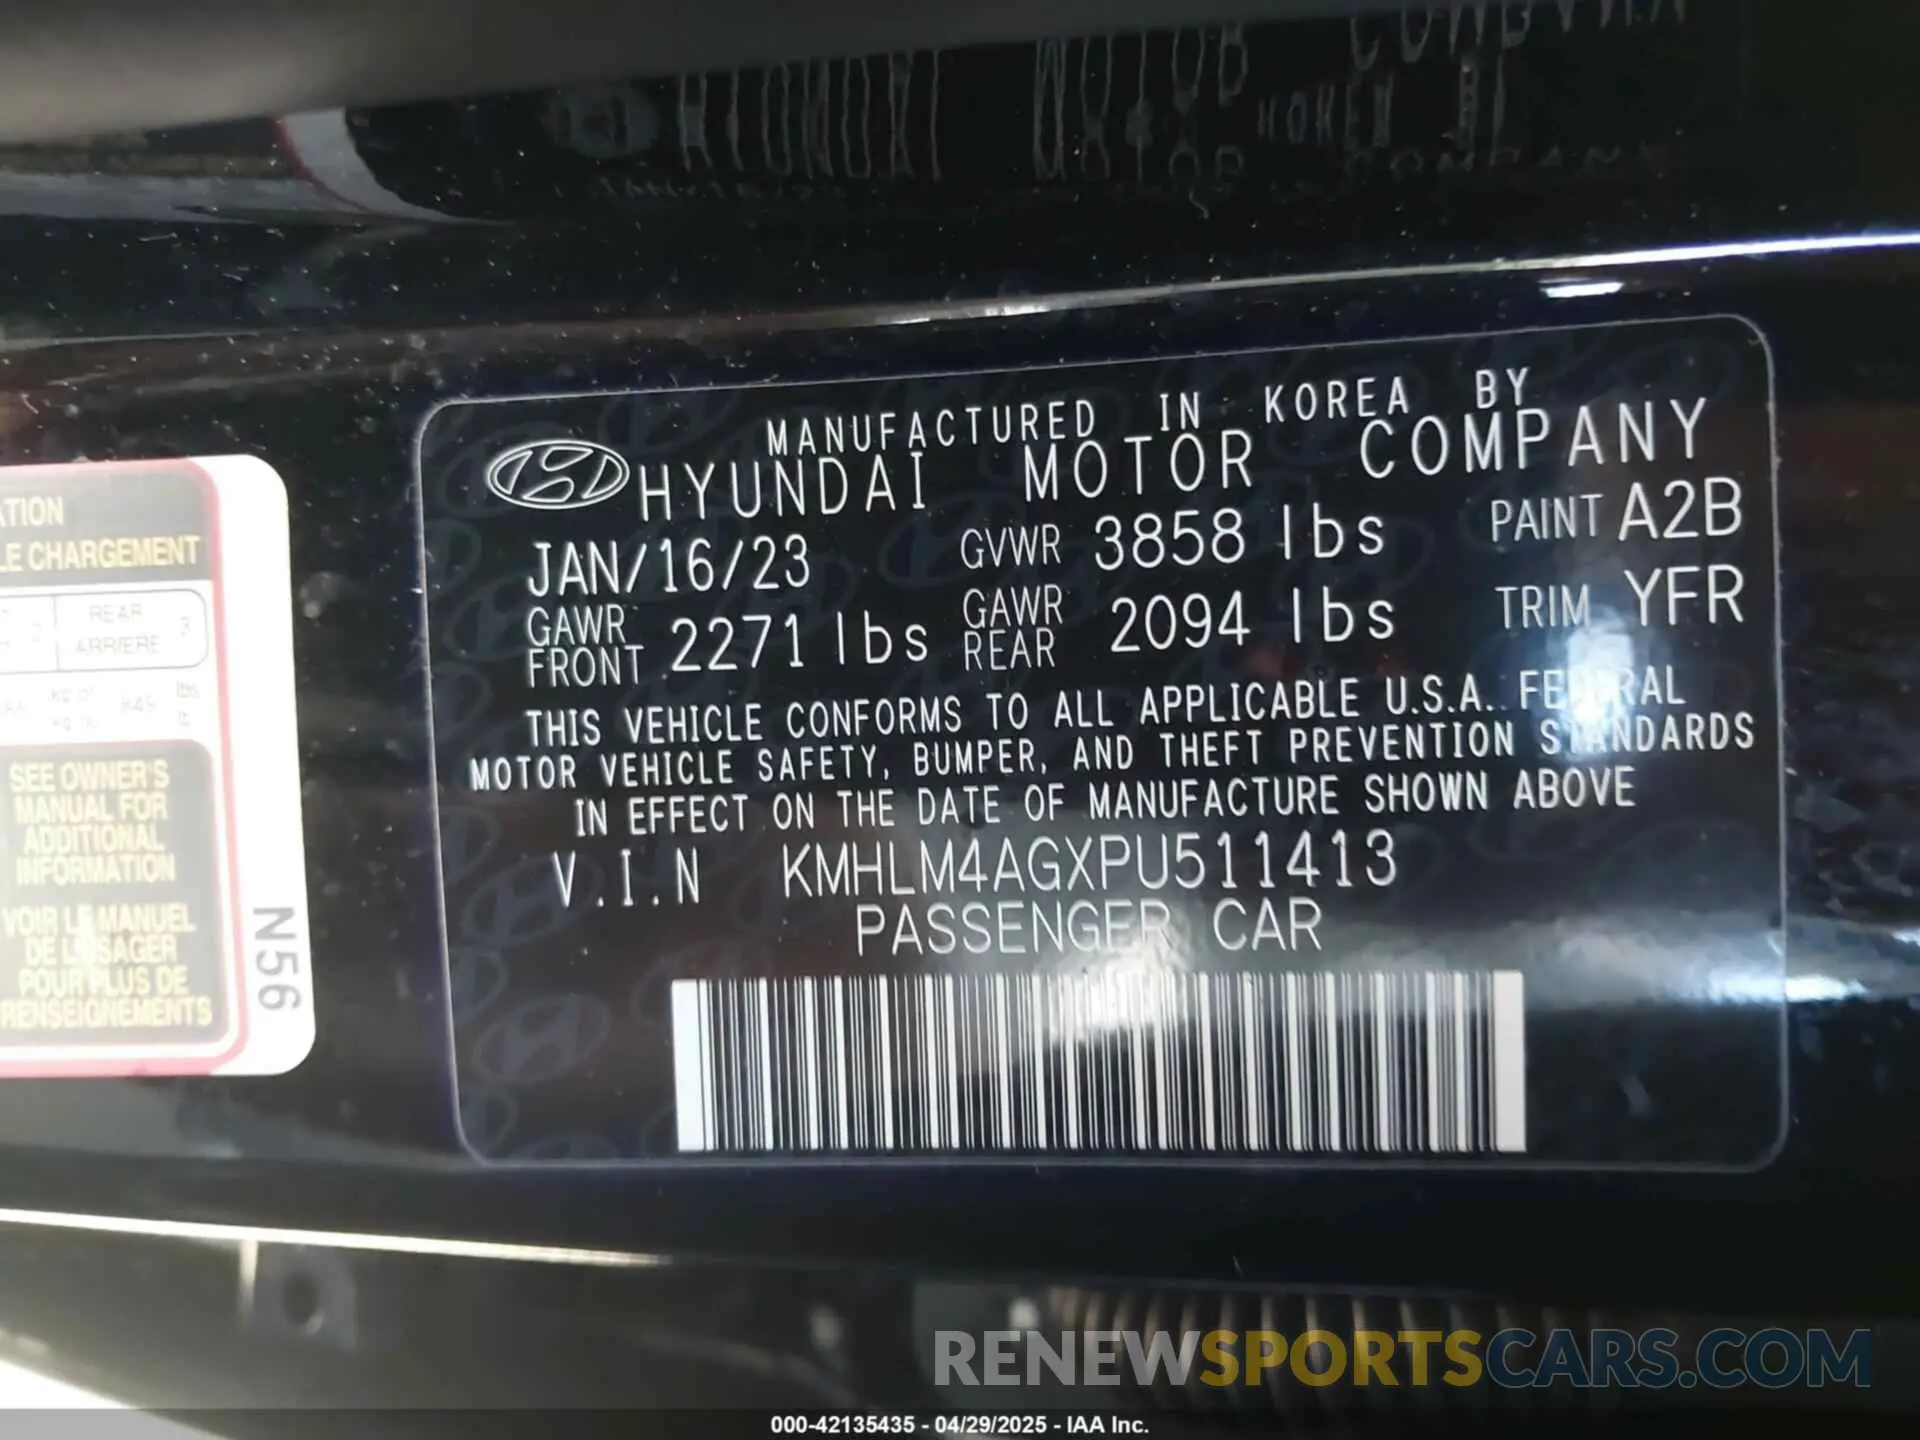 MANUFACTURED IN KOREA BY
HYUNDAI MOTOR COMPANY
JAN/16/23 GVWR 3858 lbs PAINT A2B
GAWR FRONT 2271 lbs GAWR REAR 2094 lbs TRIM YFR
THIS VEHICLE CONFORMS TO ALL APPLICABLE U.S.A. FEDERAL
MOTOR VEHICLE SAFETY, BUMPER, AND THEFT PREVENTION STANDARDS
IN EFFECT ON THE DATE OF MANUFACTURE SHOWN ABOVE
V.I.N KMHLM4AGXPU511413
PASSENGER CAR
LE CHARGEMENT
REAR
ARRIERE
SEE OWNER'S
MANUAL FOR
ADDITIONAL
INFORMATION
VOIR LE MANUEL
DE L'USAGER
POUR PLUS DE
RENSEIGNEMENTS
N56
RENEWSPORTSCARS.COM
000-42135435 - 04/29/2025 - IAA Inc.